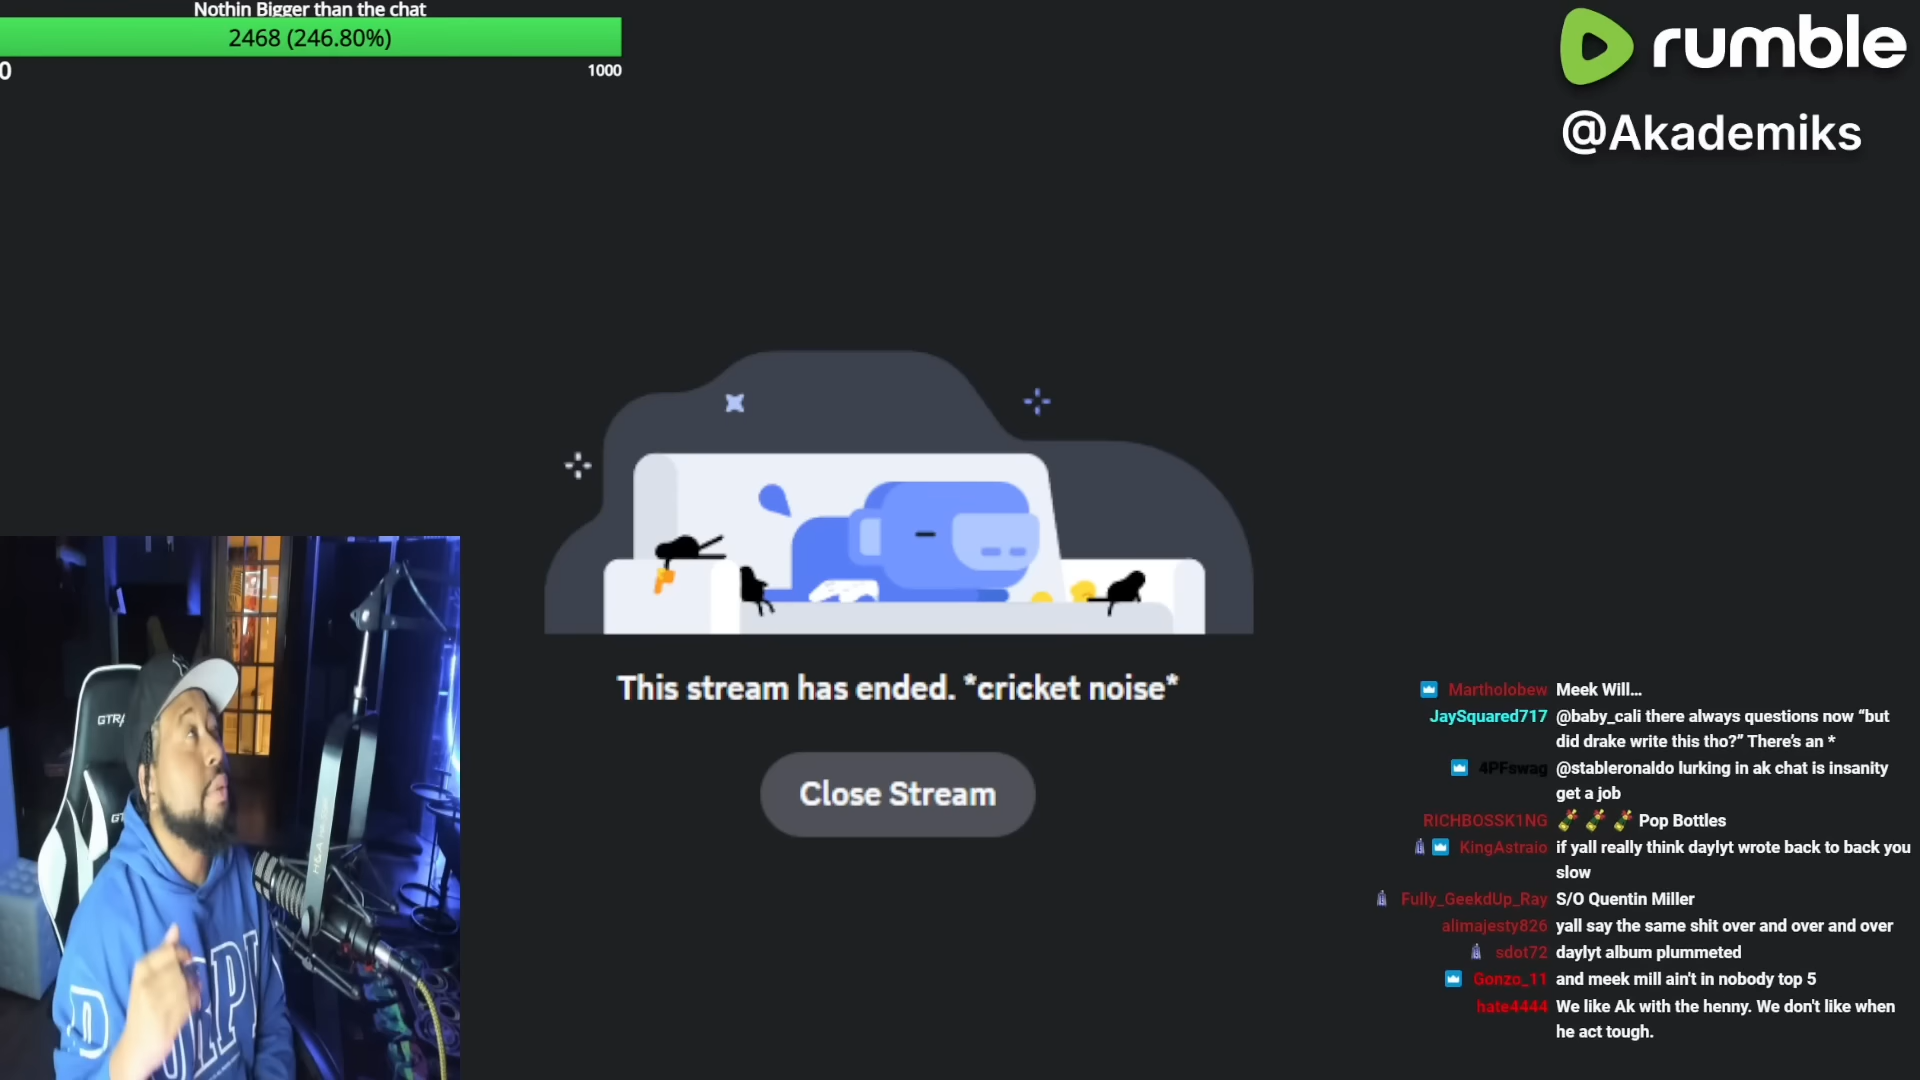 Nothin Bigger than the chat
2468 (246.80%)
0
1000
rumble
@Akademiks
This stream has ended. *cricket noise*
Close Stream
Martholobew Meek Will...
JaySquared717 @baby_cali there always questions now “but
did drake write this tho?” There’s an *
4PFswag @stableronaldo lurking in ak chat is insanity
get a job
RICHBOSSK1NG Pop Bottles
KingAstraio if yall really think daylyt wrote back to back you
slow
Fully_GeekdUp_Ray S/O Quentin Miller
alimajesty826 yall say the same shit over and over and over
sdot72 daylyt album plummeted
Gonzo_11 and meek mill ain't in nobody top 5
hate4444 We like Ak with the henny. We don't like when
he act tough.